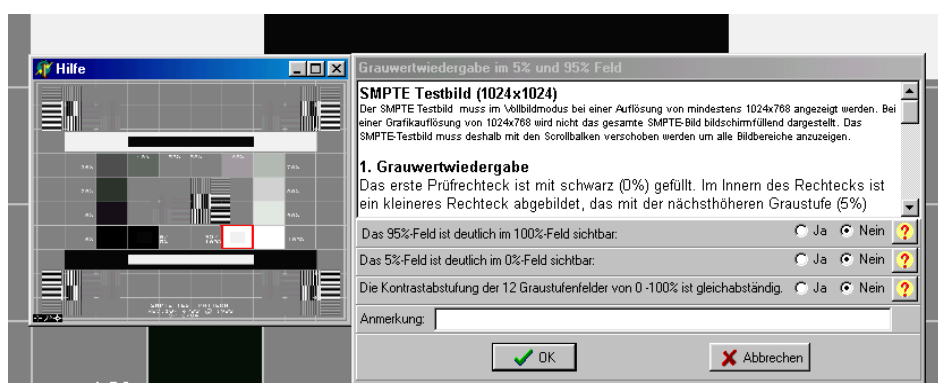 Hilfe
Grauwertwiedergabe im 5% und 95% Feld
SMPTE Testbild (1024x1024)
Der SMPTE Testbild muss im Vollbildmodus bei einer Auflösung von mindestens 1024x768 angezeigt werden. Bei
einer Grafikauflösung von 1024x768 wird nicht das gesamte SMPTE-Bild bildschirmfüllend dargestellt. Das
SMPTE-Testbild muss deshalb mit den Scrollbalken verschoben werden um alle Bildbereiche anzuzeigen.
1. Grauwertwiedergabe
Das erste Prüfrechteck ist mit schwarz (0%) gefüllt. Im Innern des Rechtecks ist
ein kleineres Rechteck abgebildet, das mit der nächsthöheren Graustufe (5%)
Das 95%-Feld ist deutlich im 100%-Feld sichtbar: Ja Nein ?
Das 5%-Feld ist deutlich im 0%-Feld sichtbar: Ja Nein ?
Die Kontrastabstufung der 12 Graustufenfelder von 0 -100% ist gleichabständig. Ja Nein ?
Anmerkung:
OK Abbrechen